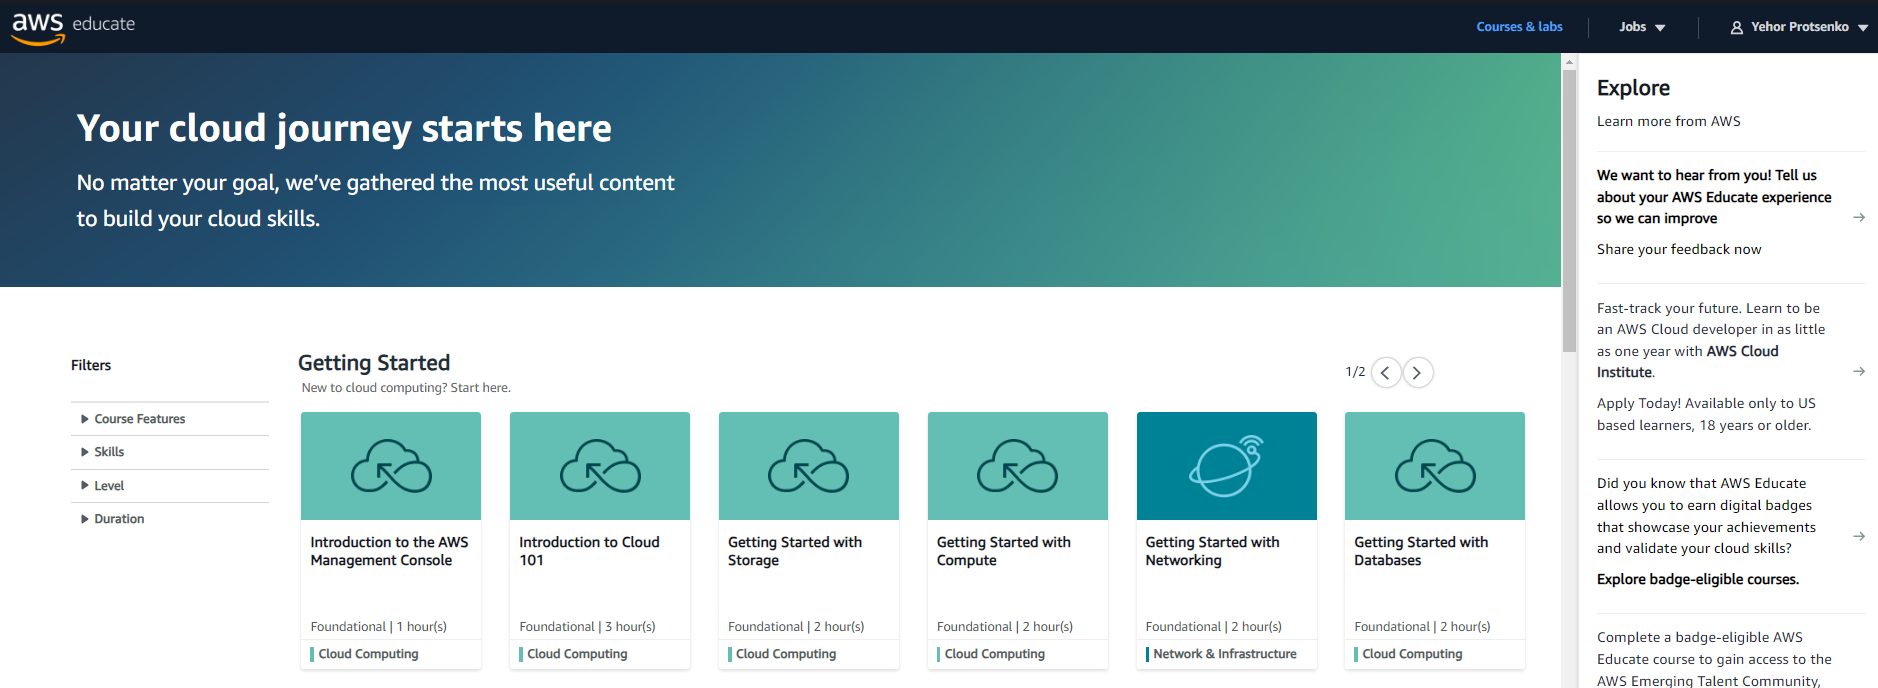 aws educate
Courses & labs
Jobs
Yehor Protsenko
Your cloud journey starts here
No matter your goal, we’ve gathered the most useful content
to build your cloud skills.
Filters
Course Features
Skills
Level
Duration
Getting Started
New to cloud computing? Start here.
1/2
Introduction to the AWS
Management Console
Foundational | 1 hour(s)
Cloud Computing
Introduction to Cloud
101
Foundational | 3 hour(s)
Cloud Computing
Getting Started with
Storage
Foundational | 2 hour(s)
Cloud Computing
Getting Started with
Compute
Foundational | 2 hour(s)
Cloud Computing
Getting Started with
Networking
Foundational | 2 hour(s)
Network & Infrastructure
Getting Started with
Databases
Foundational | 2 hour(s)
Cloud Computing
Explore
Learn more from AWS
We want to hear from you! Tell us
about your AWS Educate experience
so we can improve
Share your feedback now
Fast-track your future. Learn to be
an AWS Cloud developer in as little
as one year with AWS Cloud
Institute.
Apply Today! Available only to US
based learners, 18 years or older.
Did you know that AWS Educate
allows you to earn digital badges
that showcase your achievements
and validate your cloud skills?
Explore badge-eligible courses.
Complete a badge-eligible AWS
Educate course to gain access to the
AWS Emerging Talent Community,